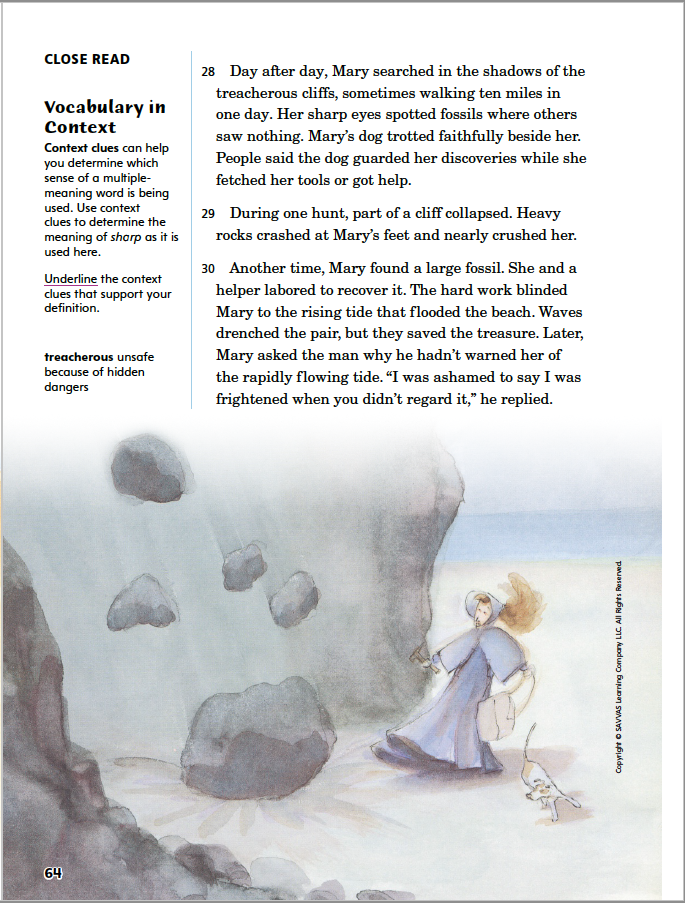 CLOSE READ
Vocabulary in
Context
Context clues can help
you determine which
sense of a multiple-
meaning word is being
used. Use context
clues to determine the
meaning of sharp as it is
used here.
Underline the context
clues that support your
definition.
treacherous unsafe
because of hidden
dangers
28 Day after day, Mary searched in the shadows of the
treacherous cliffs, sometimes walking ten miles in
one day. Her sharp eyes spotted fossils where others
saw nothing. Mary’s dog trotted faithfully beside her.
People said the dog guarded her discoveries while she
fetched her tools or got help.
29 During one hunt, part of a cliff collapsed. Heavy
rocks crashed at Mary’s feet and nearly crushed her.
30 Another time, Mary found a large fossil. She and a
helper labored to recover it. The hard work blinded
Mary to the rising tide that flooded the beach. Waves
drenched the pair, but they saved the treasure. Later,
Mary asked the man why he hadn’t warned her of
the rapidly flowing tide. “I was ashamed to say I was
frightened when you didn’t regard it,” he replied.
Copyright © SAVVAS Learning Company LLC. All Rights Reserved.
64